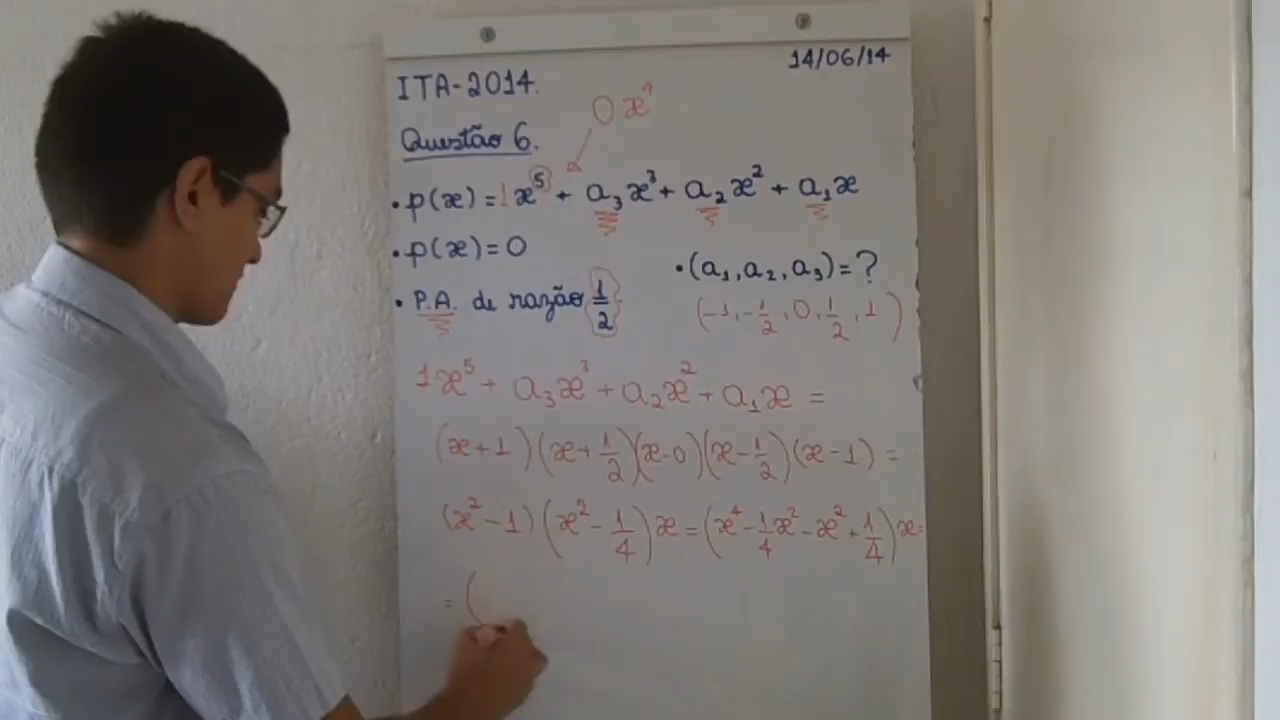 14/06/14
ITA-2014.
0x⁴
Questão 6.
• p(x) = 1x⁵ + a₃x³ + a₂x² + a₁x
• p(x) = 0
• (a₁, a₂, a₃) = ?
• P.A. de razão 1/2
(-1, -1/2, 0, 1/2, 1)
1x⁵ + a₃x³ + a₂x² + a₁x =
(x+1)(x+1/2)(x-0)(x-1/2)(x-1) =
(x²-1)(x²-1/4)x = (x⁴-1/4x²-x²+1/4)x=
= (